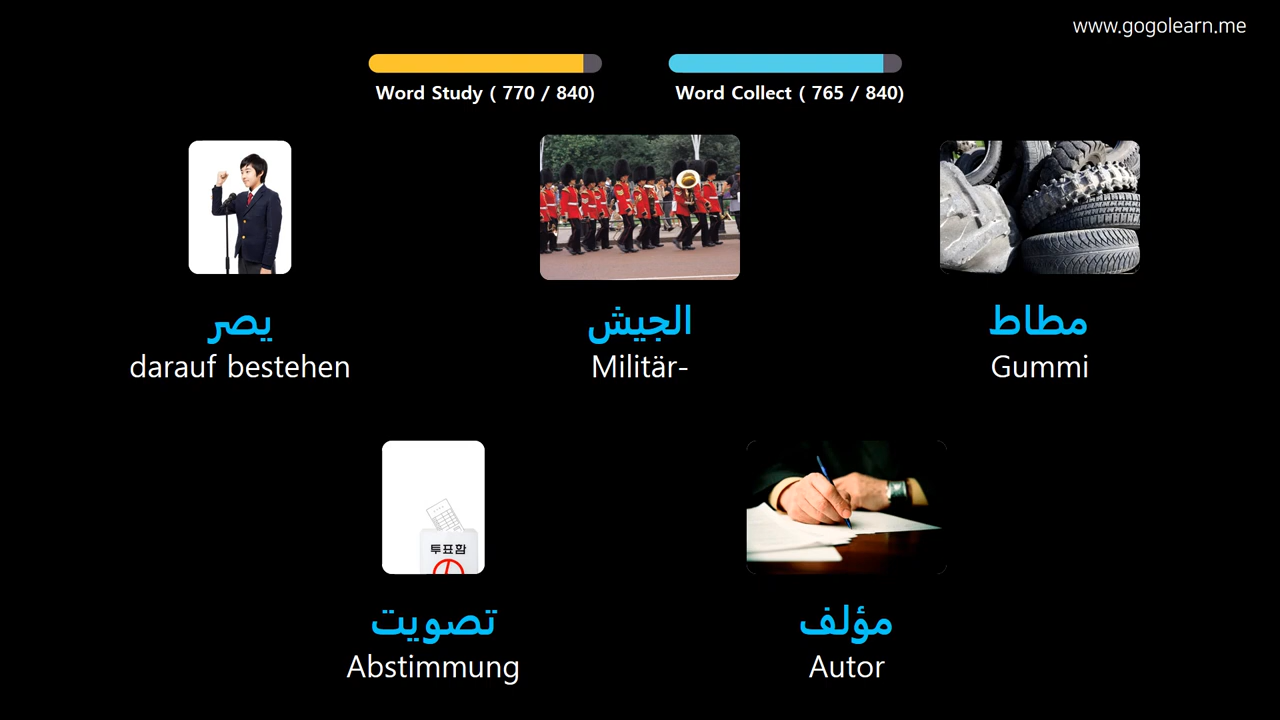 www.gogolearn.me
Word Study ( 770 / 840)
Word Collect ( 765 / 840)
يصر
darauf bestehen
الجيش
Militär-
مطاط
Gummi
투표함
تصويت
Abstimmung
مؤلف
Autor